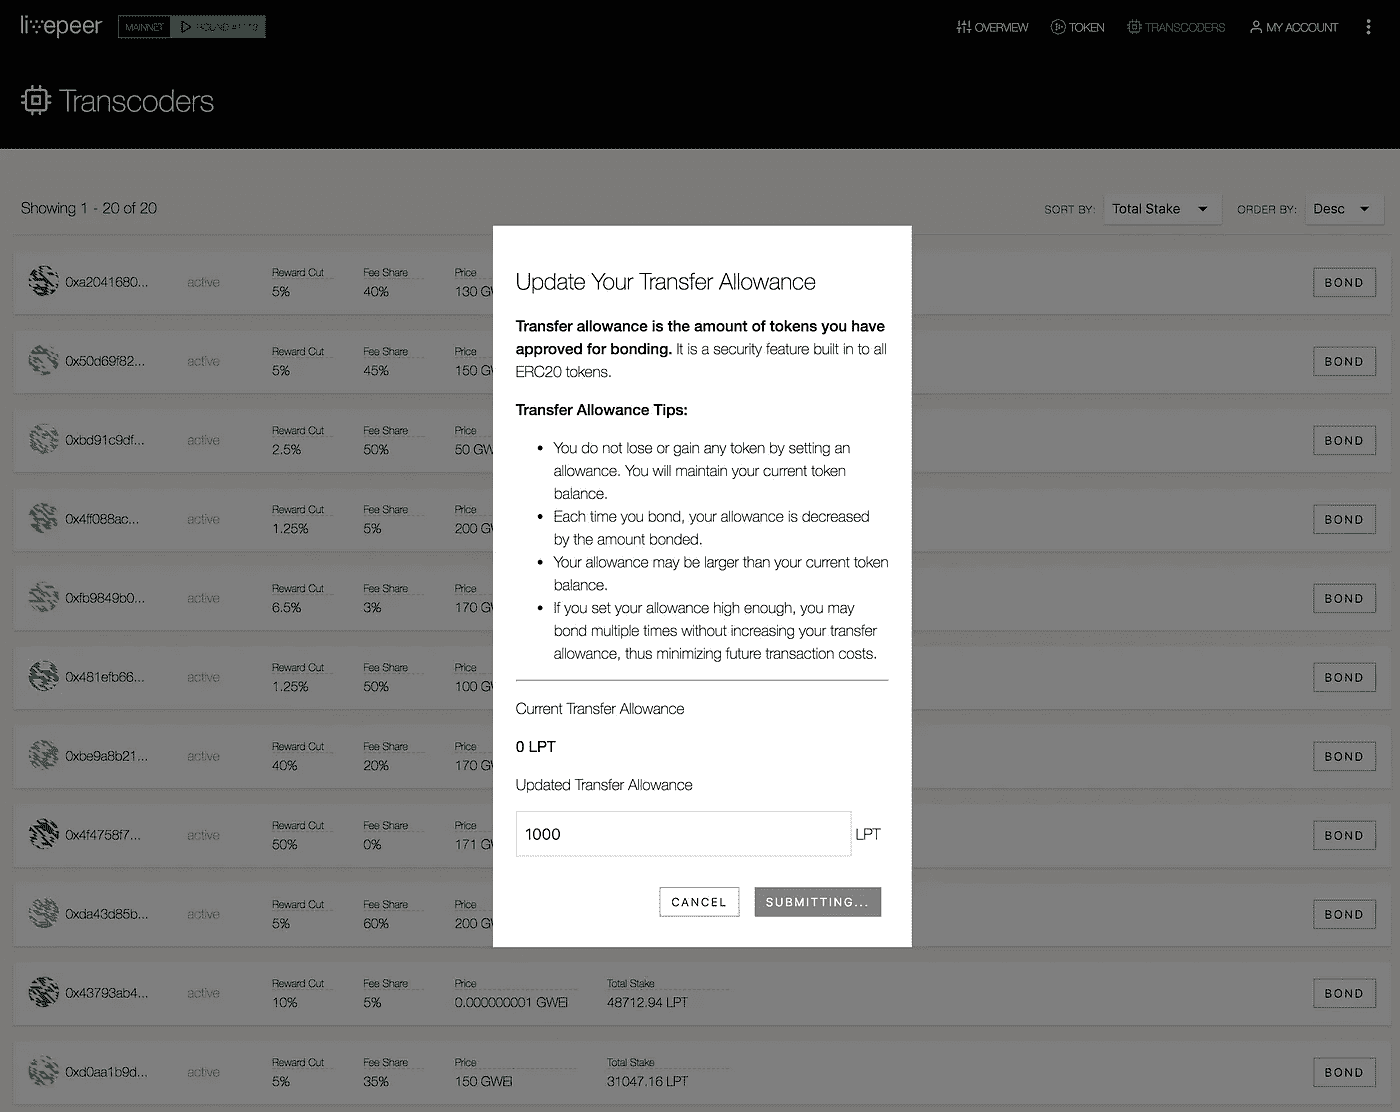 livepeer MAINNET
OVERVIEW TOKEN TRANSCODERS MY ACCOUNT
Transcoders
Showing 1 - 20 of 20
SORT BY: Total Stake ORDER BY: Desc
0xa2041680... active Reward Cut 5% Fee Share 40% Price 130 GW BOND
0x50d69f82... active Reward Cut 5% Fee Share 45% Price 150 GW BOND
0xbd91c9df... active Reward Cut 2.5% Fee Share 50% Price 50 GW BOND
0x4ff088ac... active Reward Cut 1.25% Fee Share 5% Price 200 GW BOND
0xfb9849b0... active Reward Cut 6.5% Fee Share 3% Price 170 GW BOND
0x481efb66... active Reward Cut 1.25% Fee Share 50% Price 100 GW BOND
0xbe9a8b21... active Reward Cut 40% Fee Share 20% Price 170 GW BOND
0x4f4758f7... active Reward Cut 50% Fee Share 0% Price 171 GW BOND
0xda43d85b... active Reward Cut 5% Fee Share 60% Price 200 GW BOND
0x43793ab4... active Reward Cut 10% Fee Share 5% Price 0.000000001 GWEI Total Stake 48712.94 LPT BOND
0xd0aa1b9d... active Reward Cut 5% Fee Share 35% Price 150 GWEI Total Stake 31047.16 LPT BOND
Update Your Transfer Allowance
Transfer allowance is the amount of tokens you have
approved for bonding. It is a security feature built in to all
ERC20 tokens.
Transfer Allowance Tips:
• You do not lose or gain any token by setting an
allowance. You will maintain your current token
balance.
• Each time you bond, your allowance is decreased
by the amount bonded.
• Your allowance may be larger than your current token
balance.
• If you set your allowance high enough, you may
bond multiple times without increasing your transfer
allowance, thus minimizing future transaction costs.
Current Transfer Allowance
0 LPT
Updated Transfer Allowance
1000 LPT
CANCEL SUBMITTING...